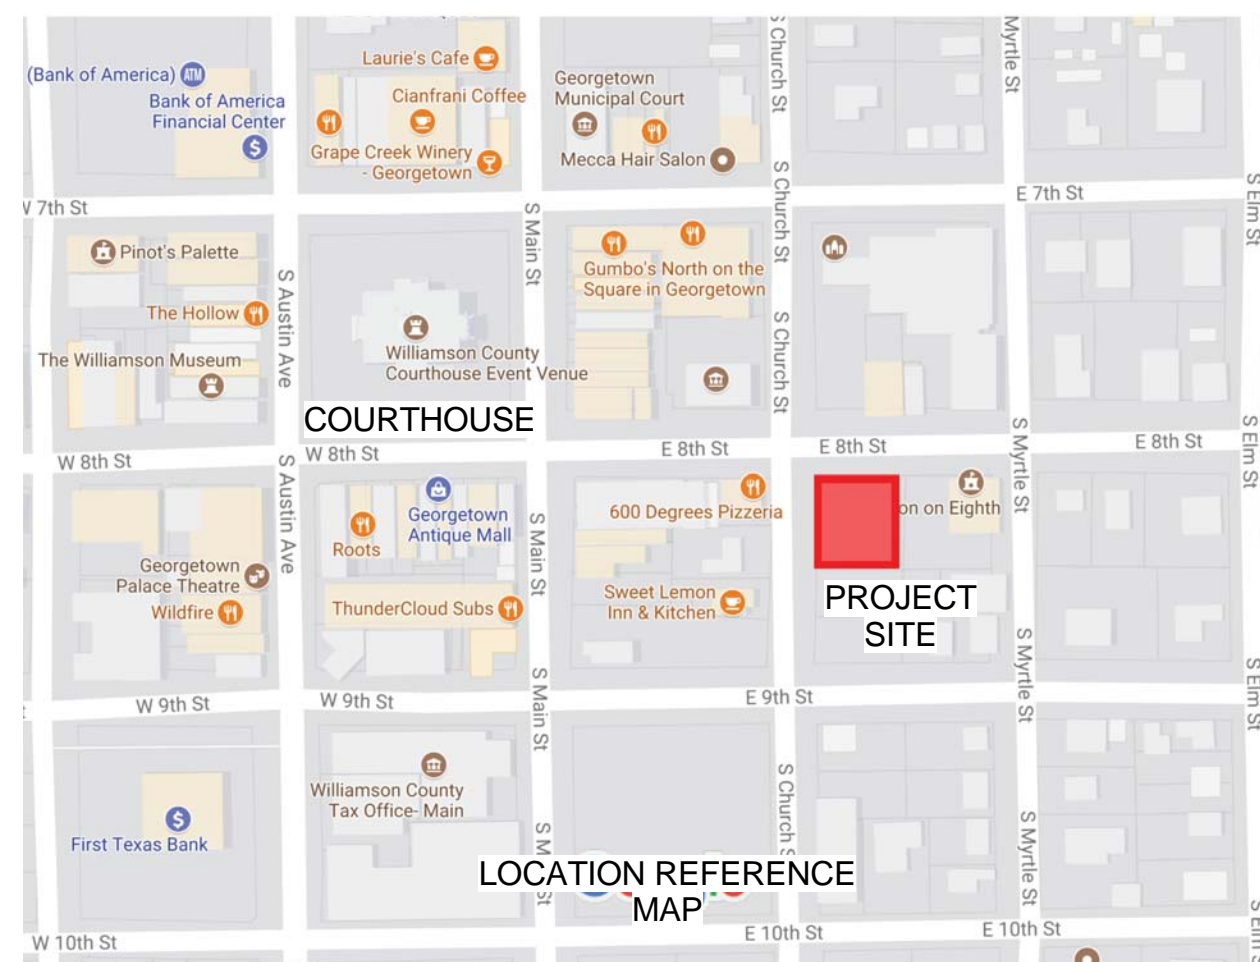 S Church St
Myrtle St
Laurie's Cafe
(Bank of America)
ATM
Bank of America
Financial Center
$
Cianfrani Coffee
Grape Creek Winery
- Georgetown
Georgetown
Municipal Court
Mecca Hair Salon
W 7th St
E 7th St
S Church St
S Elm St
S Main St
Pinot's Palette
The Hollow
The Williamson Museum
S Austin Ave
Williamson County
Courthouse Event Venue
COURTHOUSE
Gumbo's North on the
Square in Georgetown
S Church St
W 8th St
W 8th St
E 8th St
E 8th St
E 8th St
S Myrtle St
S Elm St
S Austin Ave
Roots
Georgetown
Antique Mall
S Main St
600 Degrees Pizzeria
on on Eighth
Georgetown
Palace Theatre
Wildfire
ThunderCloud Subs
Sweet Lemon
Inn & Kitchen
PROJECT
SITE
S Myrtle St
S Elm St
S Main St
W 9th St
W 9th St
E 9th St
$
First Texas Bank
Williamson County
Tax Office- Main
S Church S
S Myrtle St
LOCATION REFERENCE
MAP
W 10th St
E 10th St
E 10th St